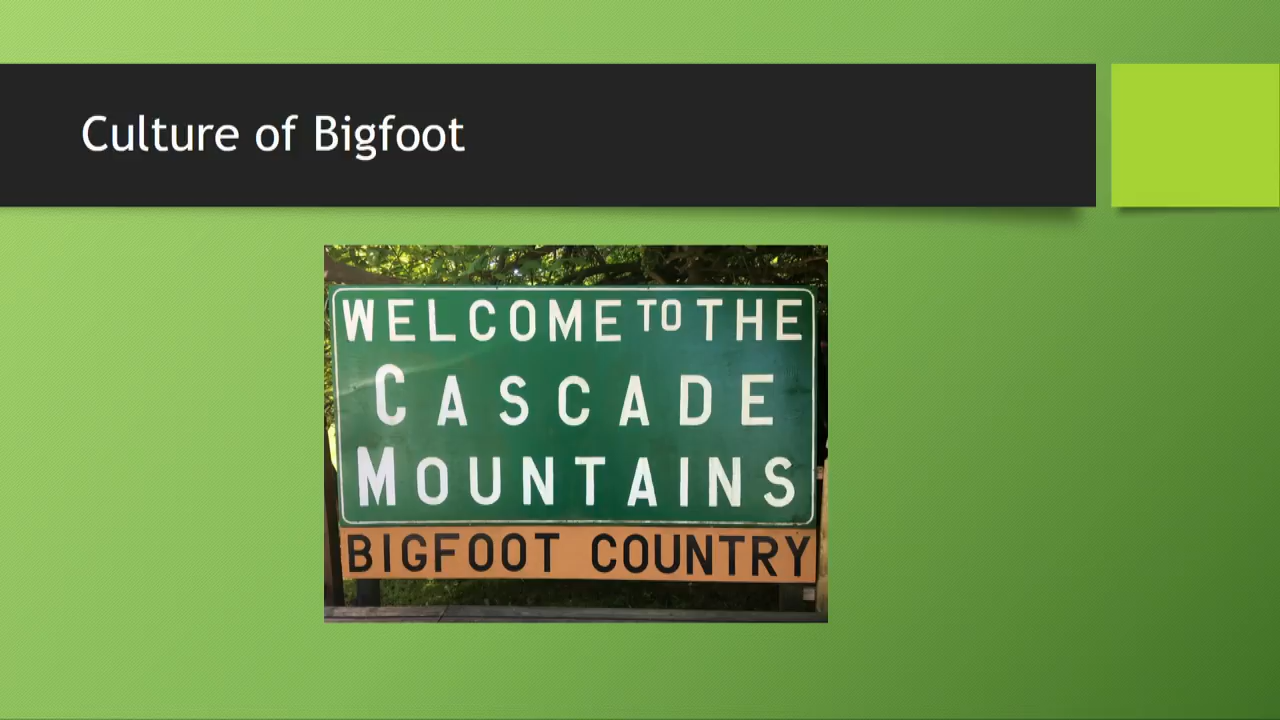 Culture of Bigfoot
WELCOME TO THE
CASCADE
MOUNTAINS
BIGFOOT COUNTRY